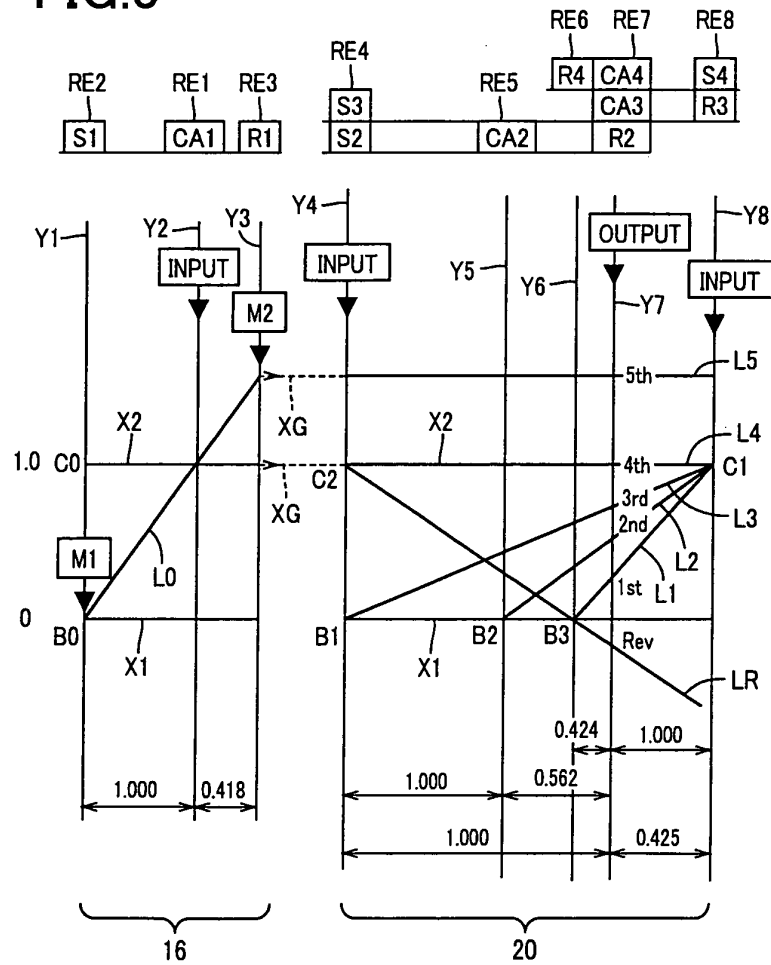 RE6 RE7 RE8
RE4
RE2 RE1 RE3 RE5 R4 CA4 S4
S3 CA3 R3
S1 CA1 R1 S2 CA2 R2
Y1 Y2 Y3 Y4 Y5 Y6 Y7 Y8
INPUT INPUT OUTPUT INPUT
M2
5th L5
XG
X2 X2 L4
1.0 C0 C2 4th C1
XG
3rd L3
2nd L2
M1 L0 1st L1
0
B0 X1 B1 X1 B2 B3 Rev
LR
0.424 1.000
1.000 0.418 1.000 0.562
1.000 0.425
16 20